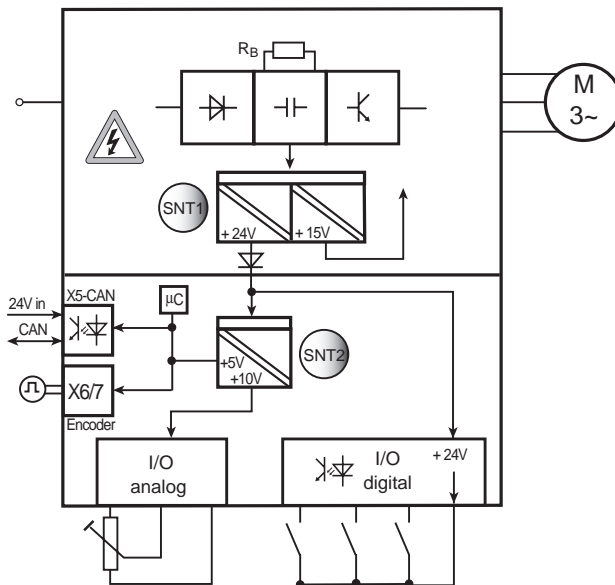 R_B
M
3~
SNT1
+ 24V
+ 15V
X5-CAN
24V in
µC
CAN
SNT2
+5V
+10V
X6/7
Encoder
I/O
analog
I/O
digital
+ 24V